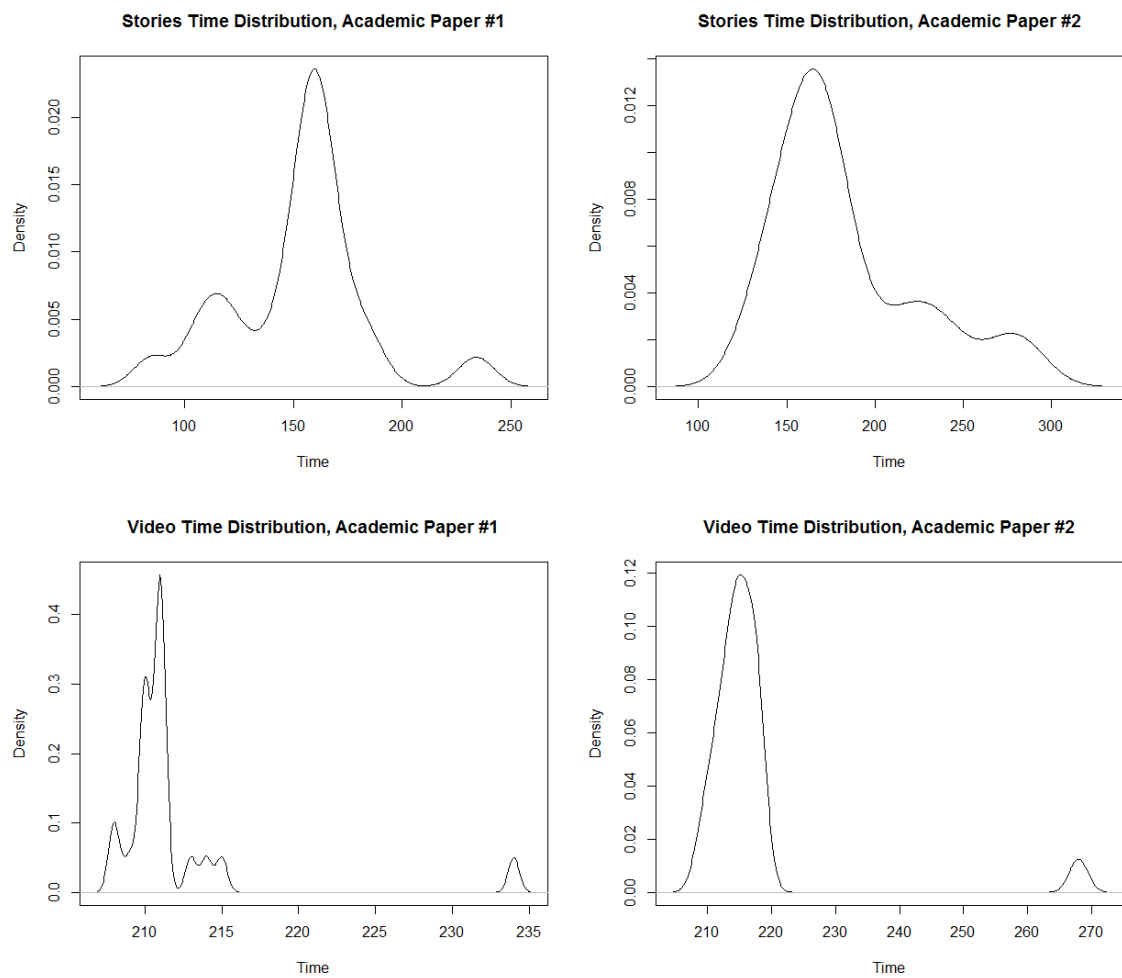 Stories Time Distribution, Academic Paper #1
0.000 0.005 0.010 0.015 0.020
Density
100 150 200 250
Time
Stories Time Distribution, Academic Paper #2
0.000 0.004 0.008 0.012
Density
100 150 200 250 300
Time
Video Time Distribution, Academic Paper #1
0.0 0.1 0.2 0.3 0.4
Density
210 215 220 225 230 235
Time
Video Time Distribution, Academic Paper #2
0.00 0.02 0.04 0.06 0.08 0.10 0.12
Density
210 220 230 240 250 260 270
Time